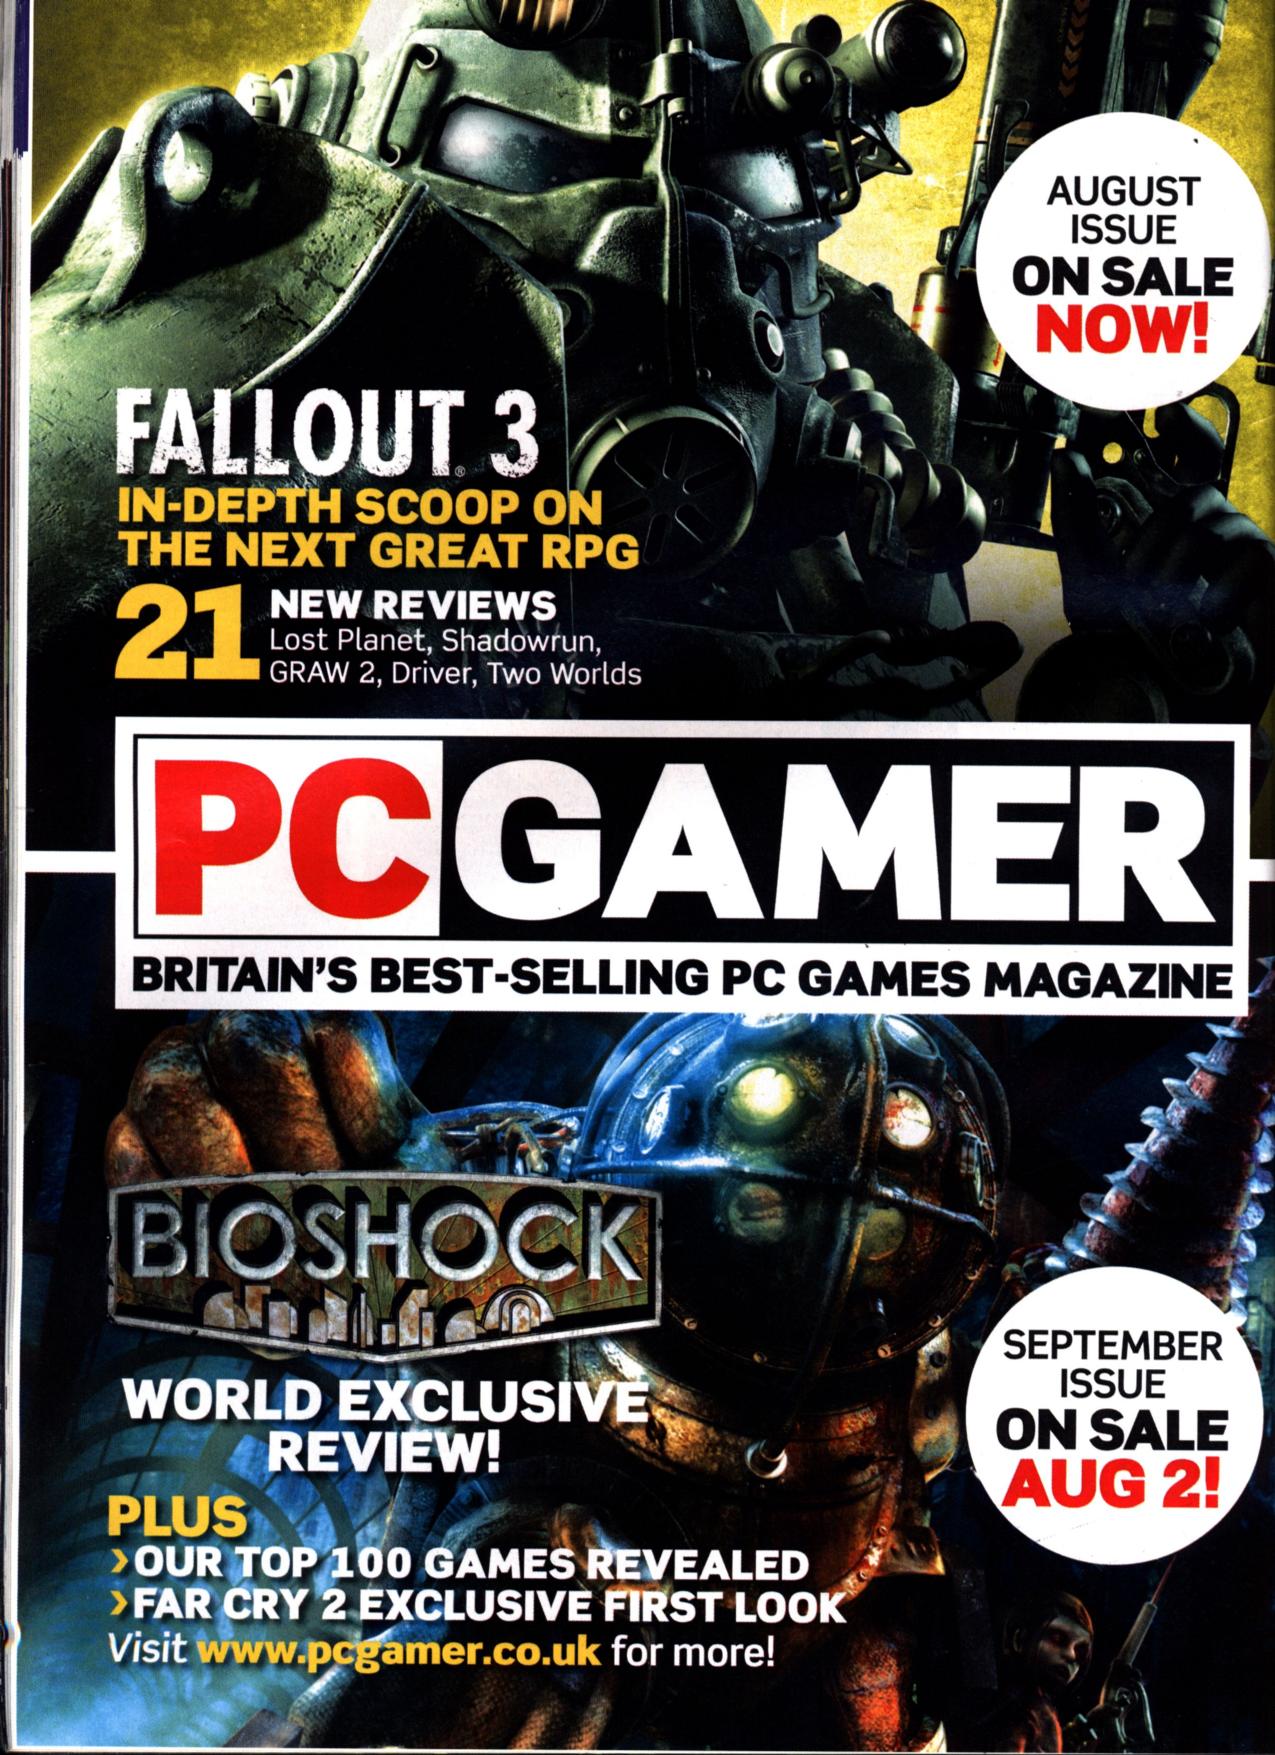 AUGUST
ISSUE
ON SALE
NOW!
FALLOUT® 3
IN-DEPTH SCOOP ON
THE NEXT GREAT RPG
21
NEW REVIEWS
Lost Planet, Shadowrun,
GRAW 2, Driver, Two Worlds
PCGAMER
BRITAIN'S BEST-SELLING PC GAMES MAGAZINE
BIOSHOCK
WORLD EXCLUSIVE
REVIEW!
SEPTEMBER
ISSUE
ON SALE
AUG 2!
PLUS
›OUR TOP 100 GAMES REVEALED
›FAR CRY 2 EXCLUSIVE FIRST LOOK
Visit www.pcgamer.co.uk for more!